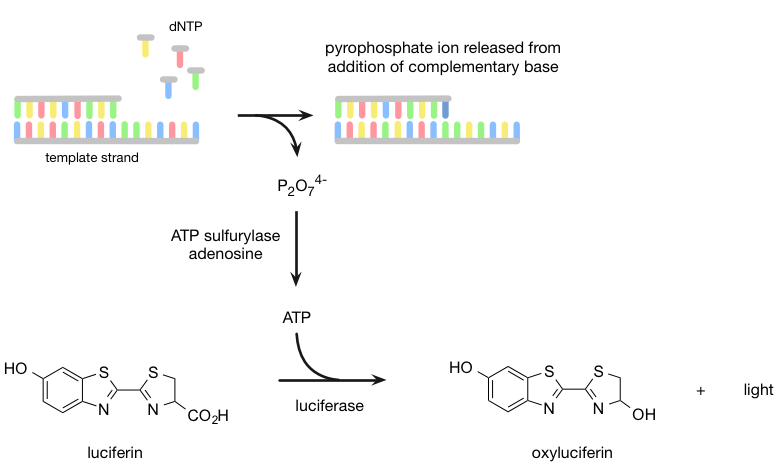 dNTP
pyrophosphate ion released from
addition of complementary base
template strand
P₂O₇⁴⁻
ATP sulfurylase
adenosine
ATP
HO
S
N
S
N
CO₂H
luciferin
luciferase
HO
S
N
S
N
OH
oxyluciferin
+
light